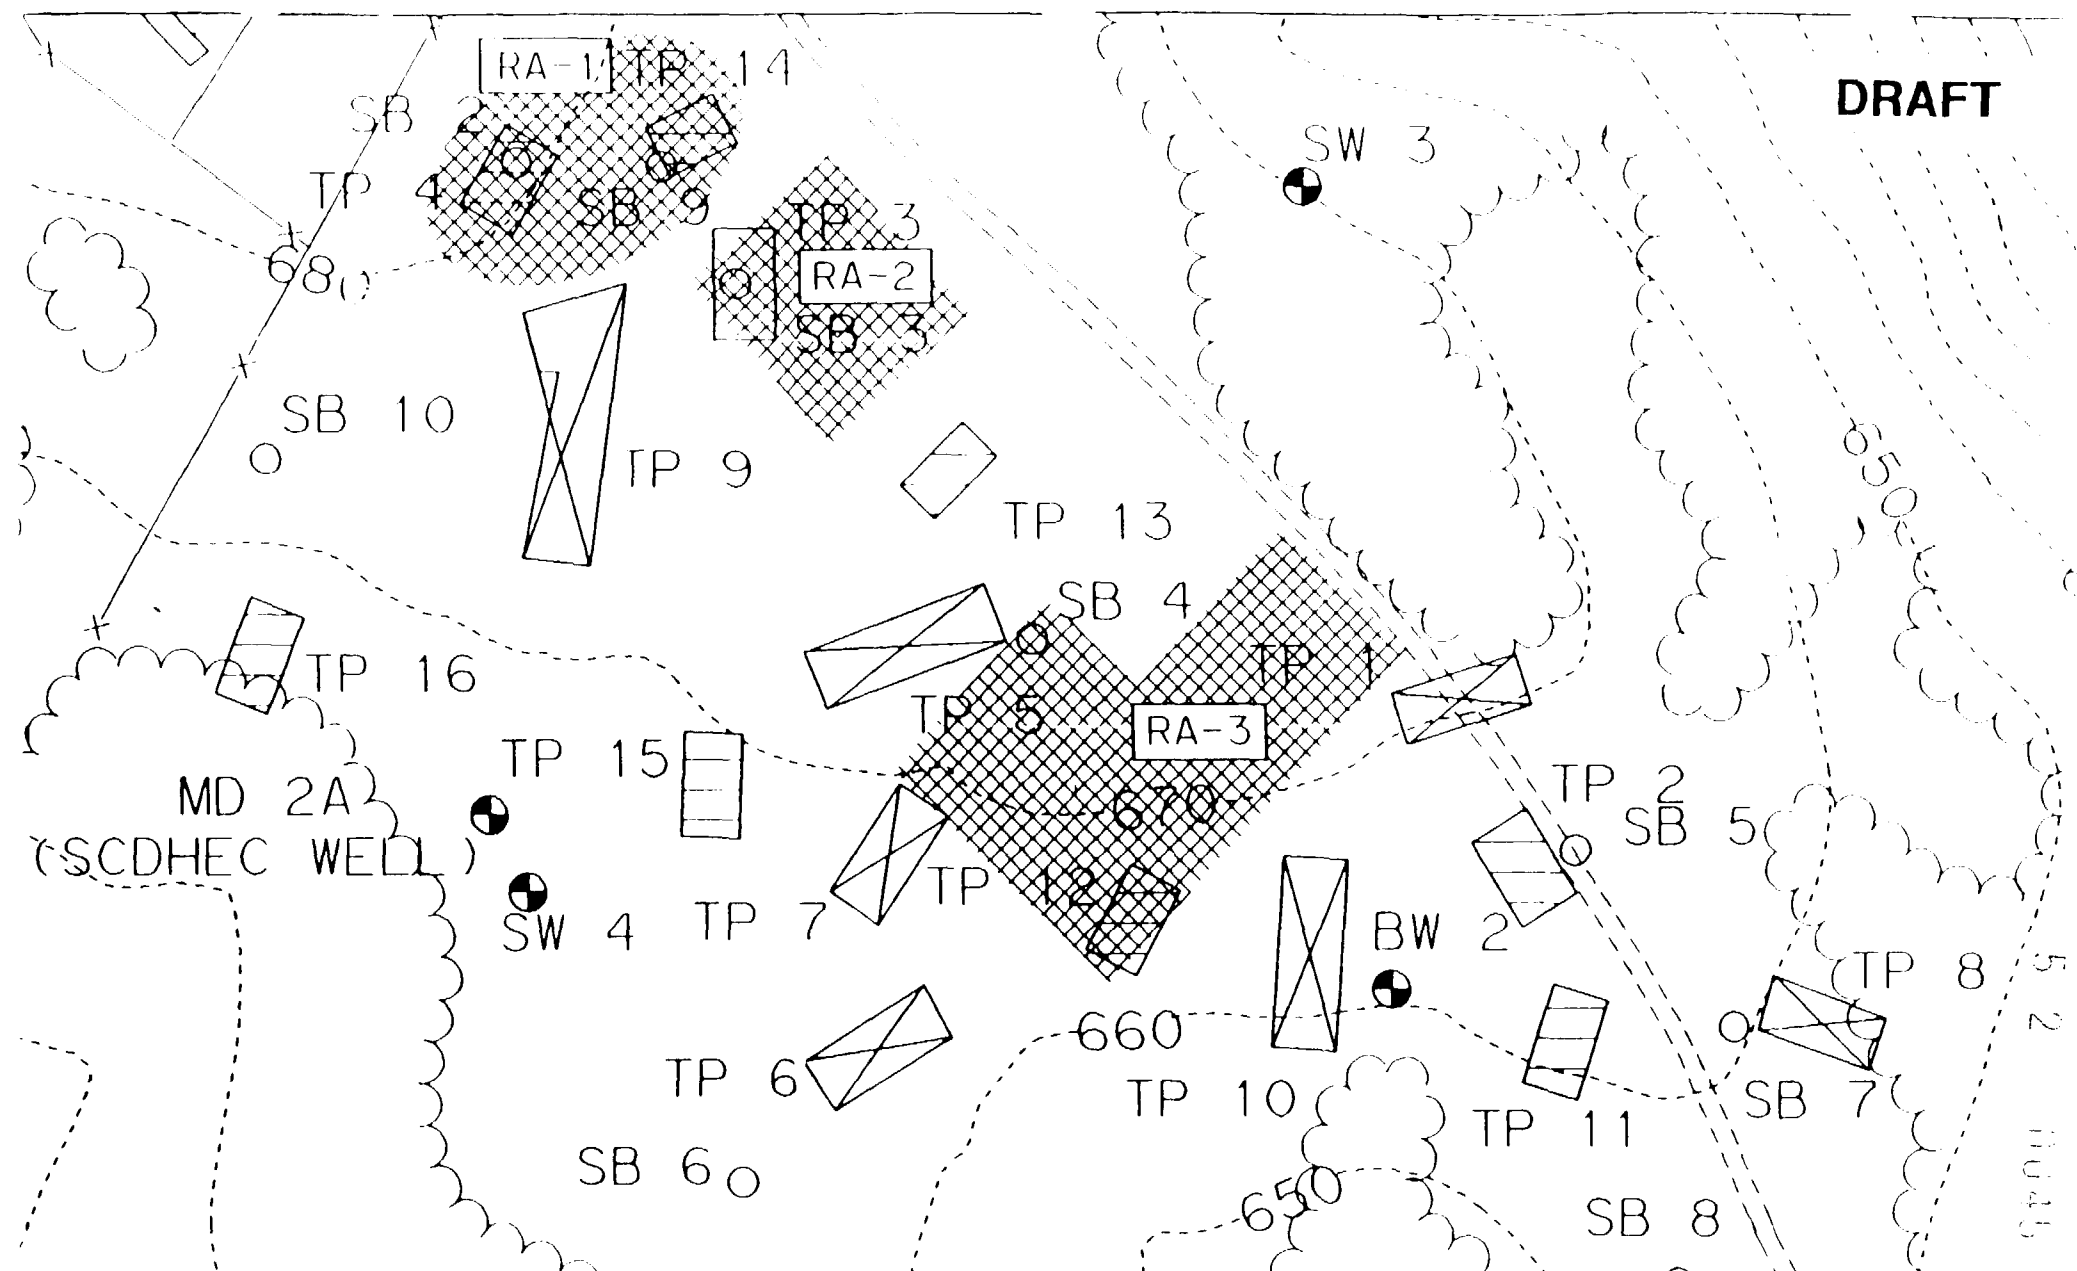 RA-1 TP 14
DRAFT
SB 2
SW 3
TP 4
SB 9
TP 3
680
RA-2
SB 3
SB 10
650
TP 9
TP 13
SB 4
TP 1
TP 16
TP 5
RA-3
TP 15
TP 2
MD 2A
670
SB 5
(SCDHEC WELL)
TP 12
TP 7
SW 4
BW 2
TP 8
5 2
660
TP 6
TP 10
SB 7
TP 11
SB 6
650
SB 8